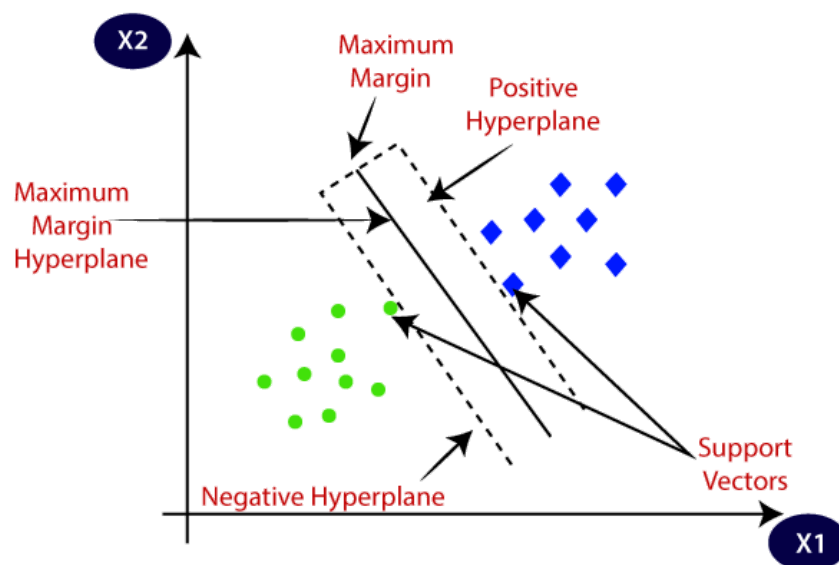 X2
Maximum
Margin
Positive
Hyperplane
Maximum
Margin
Hyperplane
Support
Vectors
Negative Hyperplane
X1